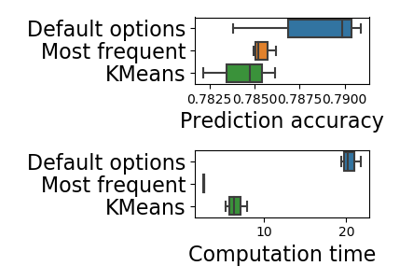 Default options
Most frequent
KMeans
0.7825 0.7850 0.7875 0.7900
Prediction accuracy
Default options
Most frequent
KMeans
10 20
Computation time